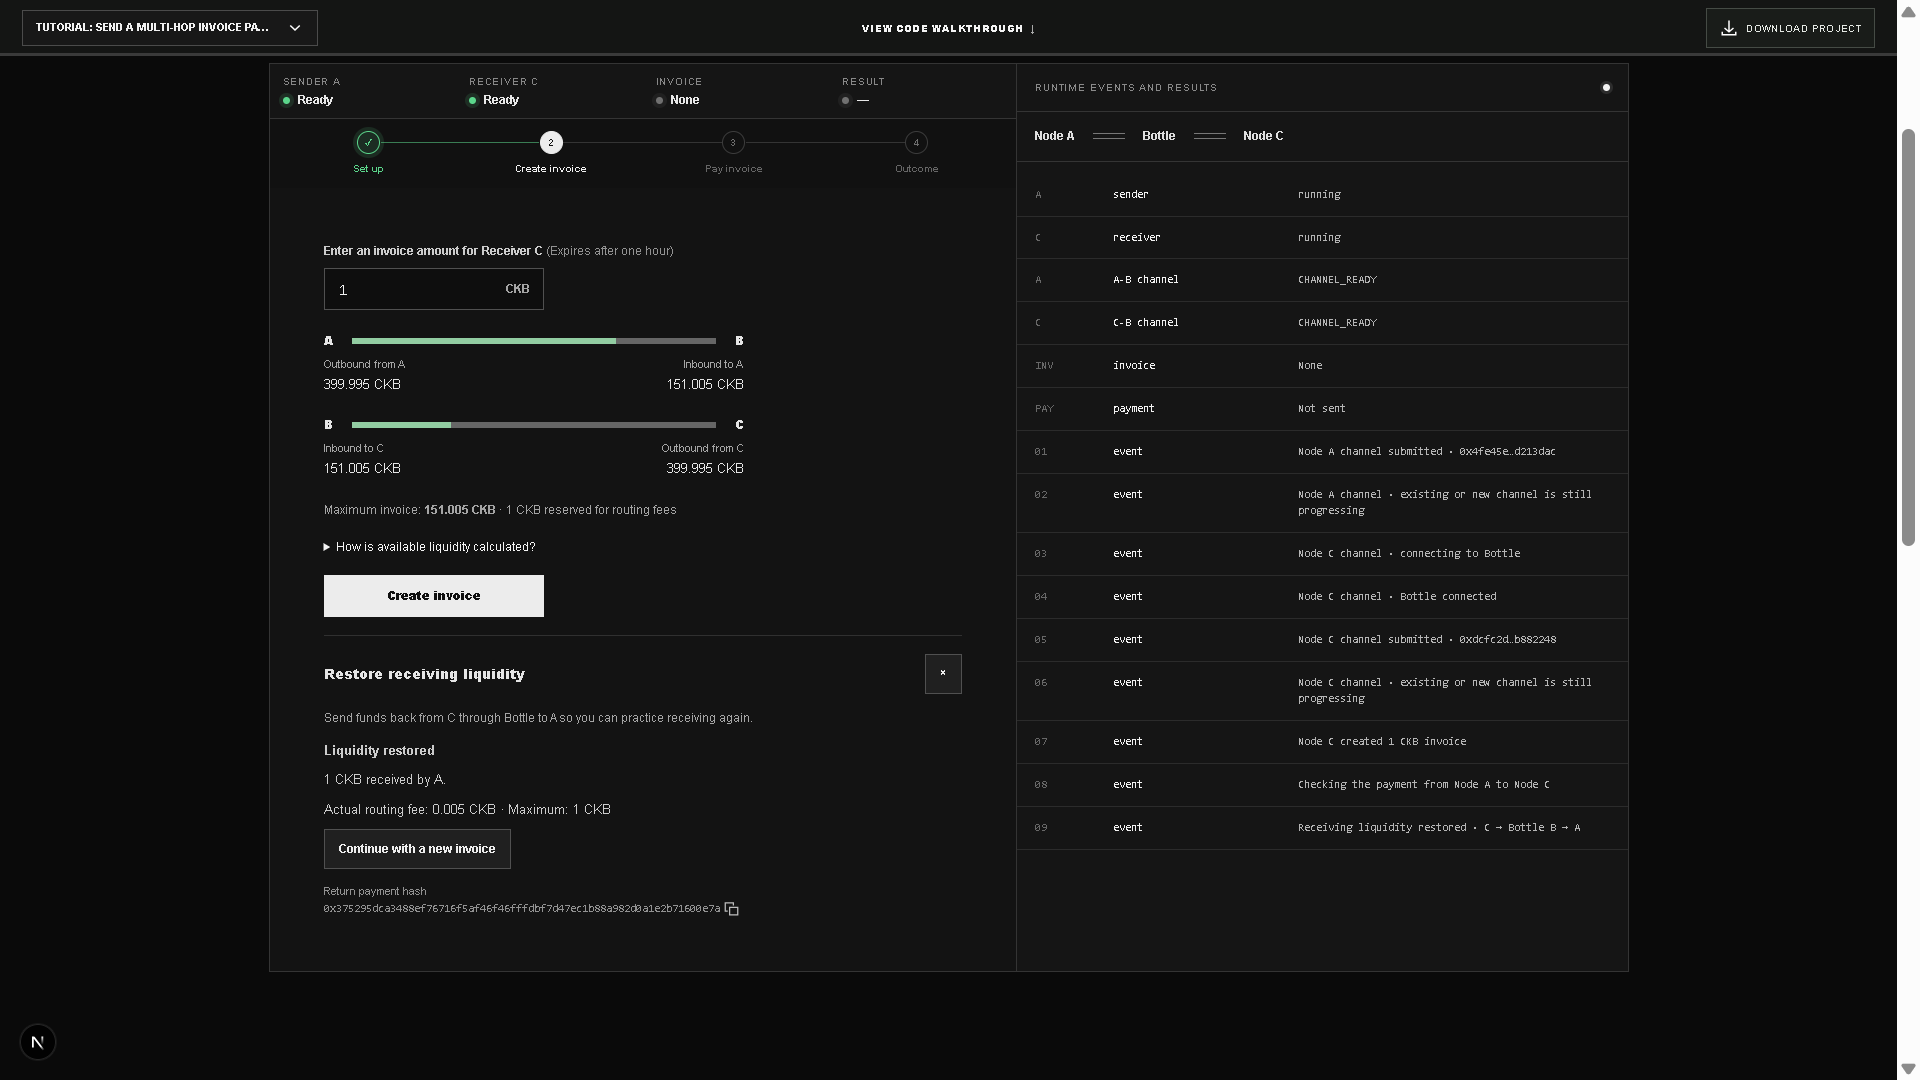 TUTORIAL: SEND A MULTI-HOP INVOICE PA...
VIEW CODE WALKTHROUGH ↓
DOWNLOAD PROJECT
SENDER A
Ready
RECEIVER C
Ready
INVOICE
None
RESULT
—
✓
2
3
4
Set up
Create invoice
Pay invoice
Outcome
Enter an invoice amount for Receiver C (Expires after one hour)
1 CKB
A B
Outbound from A Inbound to A
399.995 CKB 151.005 CKB
B C
Inbound to C Outbound from C
151.005 CKB 399.995 CKB
Maximum invoice: 151.005 CKB · 1 CKB reserved for routing fees
▶ How is available liquidity calculated?
Create invoice
Restore receiving liquidity
×
Send funds back from C through Bottle to A so you can practice receiving again.
Liquidity restored
1 CKB received by A.
Actual routing fee: 0.005 CKB · Maximum: 1 CKB
Continue with a new invoice
Return payment hash
0x375295dca3488ef76716f5af46f46fffdbf7d47ec1b88a982d0a1e2b71600e7a
RUNTIME EVENTS AND RESULTS
Node A Bottle Node C
A sender running
C receiver running
A A-B channel CHANNEL_READY
C C-B channel CHANNEL_READY
INV invoice None
PAY payment Not sent
01 event Node A channel submitted · 0x4fe45e…d213dac
02 event Node A channel · existing or new channel is still
progressing
03 event Node C channel · connecting to Bottle
04 event Node C channel · Bottle connected
05 event Node C channel submitted · 0xdcfc2d…b882248
06 event Node C channel · existing or new channel is still
progressing
07 event Node C created 1 CKB invoice
08 event Checking the payment from Node A to Node C
09 event Receiving liquidity restored · C → Bottle B → A
N